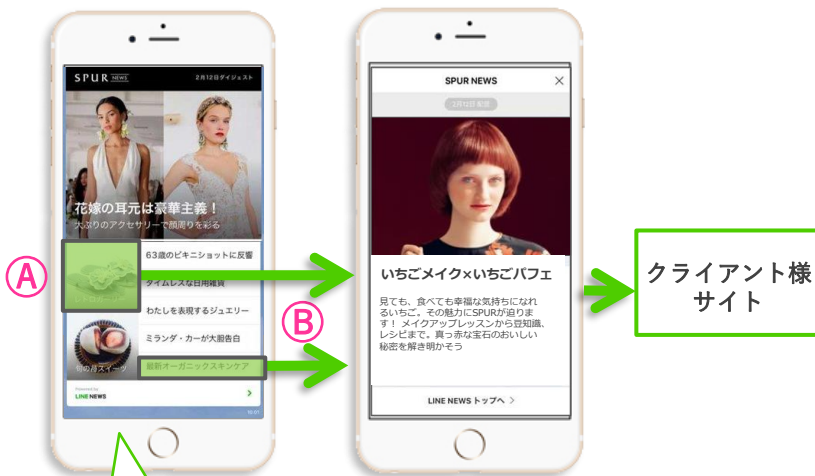 SPUR NEWS
2月12日ダイジェスト
花嫁の耳元は豪華主義！
大ぶりのアクセサリーで顔周りを彩る
A
63歳のビキニショットに反響
タイムレスな日用雑貨
わたしを表現するジュエリー
B
ミランダ・カーが大胆告白
旬の苺スイーツ
最新オーガニックスキンケア
Powered by
LINE NEWS
SPUR NEWS
2月12日 配信
いちごメイク×いちごパフェ
見ても、食べても幸福な気持ちになれ
るいちご。その魅力にSPURが迫りま
す！ メイクアップレッスンから豆知識、
レシピまで。真っ赤な宝石のおいしい
秘密を解き明かそう
LINE NEWS トップへ
クライアント様
サイト